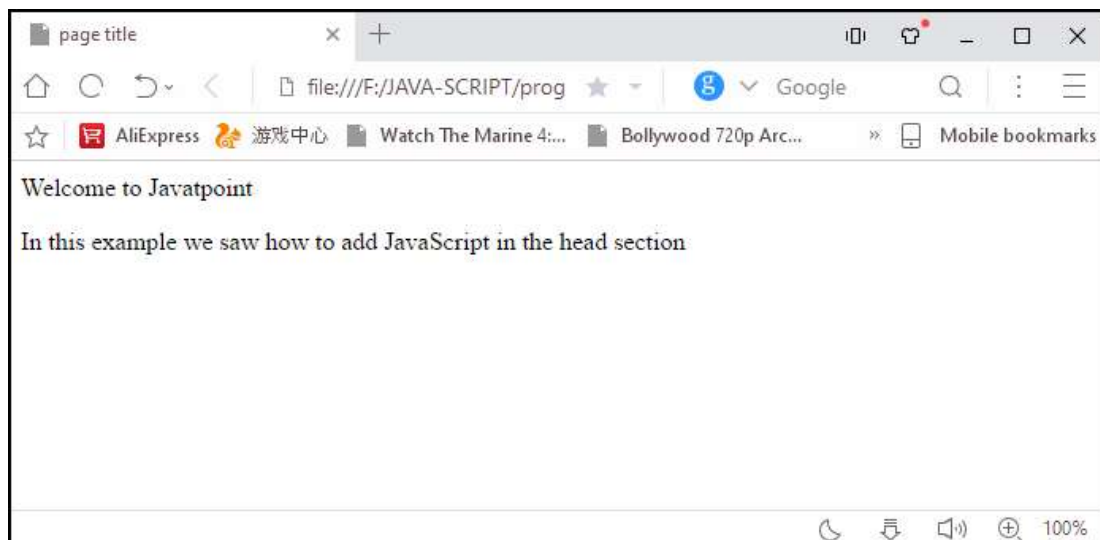 page title
file:///F:/JAVA-SCRIPT/prog g Google
AliExpress 游戏中心 Watch The Marine 4:... Bollywood 720p Arc... » Mobile bookmarks
Welcome to Javatpoint
In this example we saw how to add JavaScript in the head section
100%